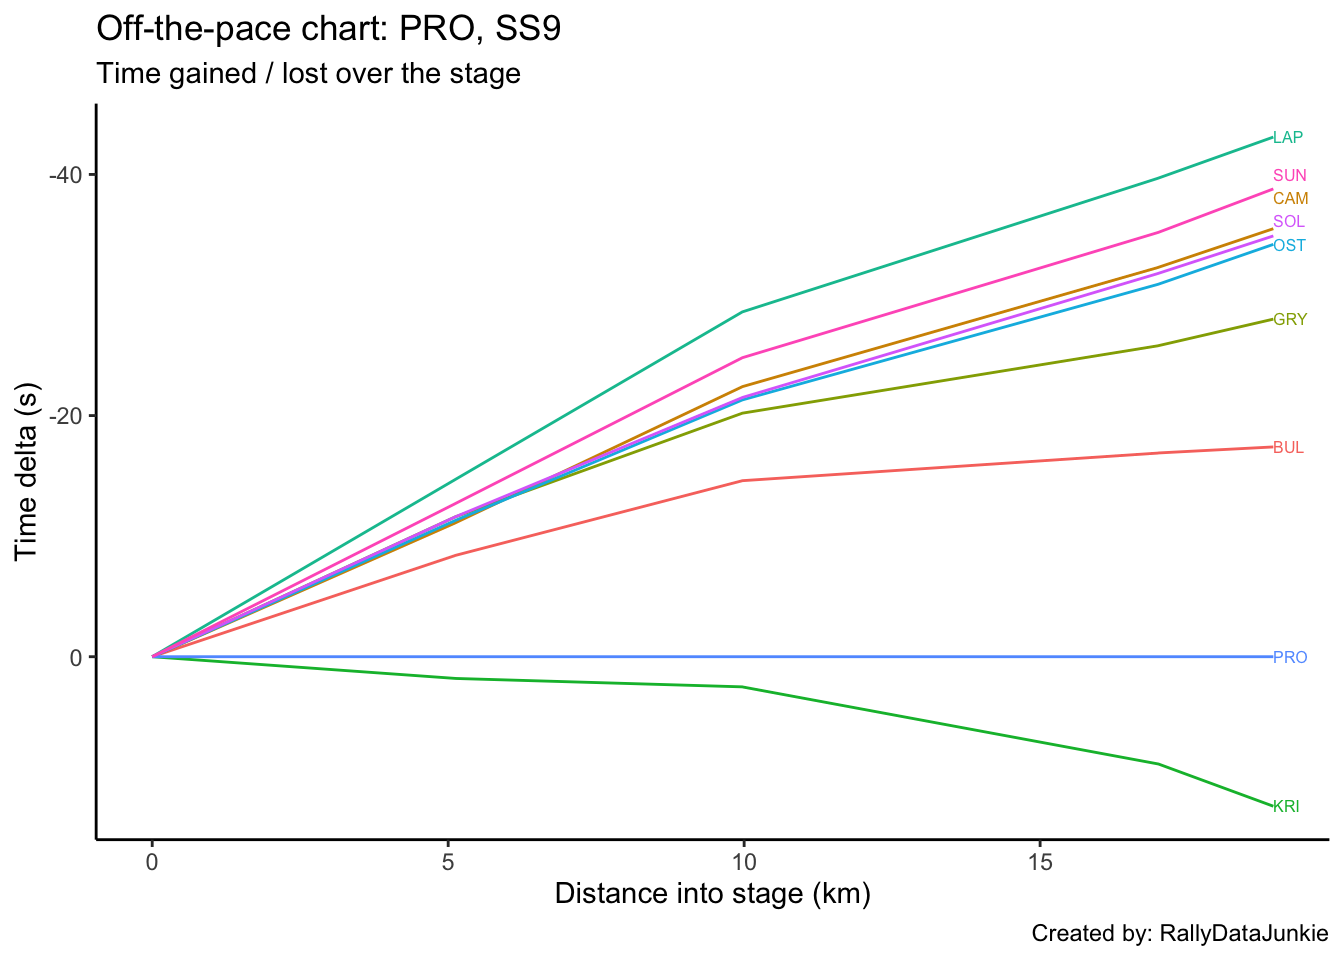 Off-the-pace chart: PRO, SS9
Time gained / lost over the stage
Time delta (s)
-40
-20
0
LAP
SUN
CAM
SOL
OST
GRY
BUL
PRO
KRI
0 5 10 15
Distance into stage (km)
Created by: RallyDataJunkie